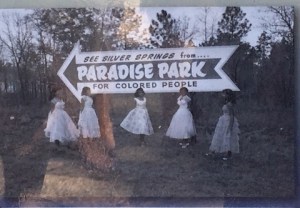 SEE SILVER SPRINGS from....
PARADISE PARK
FOR COLORED PEOPLE